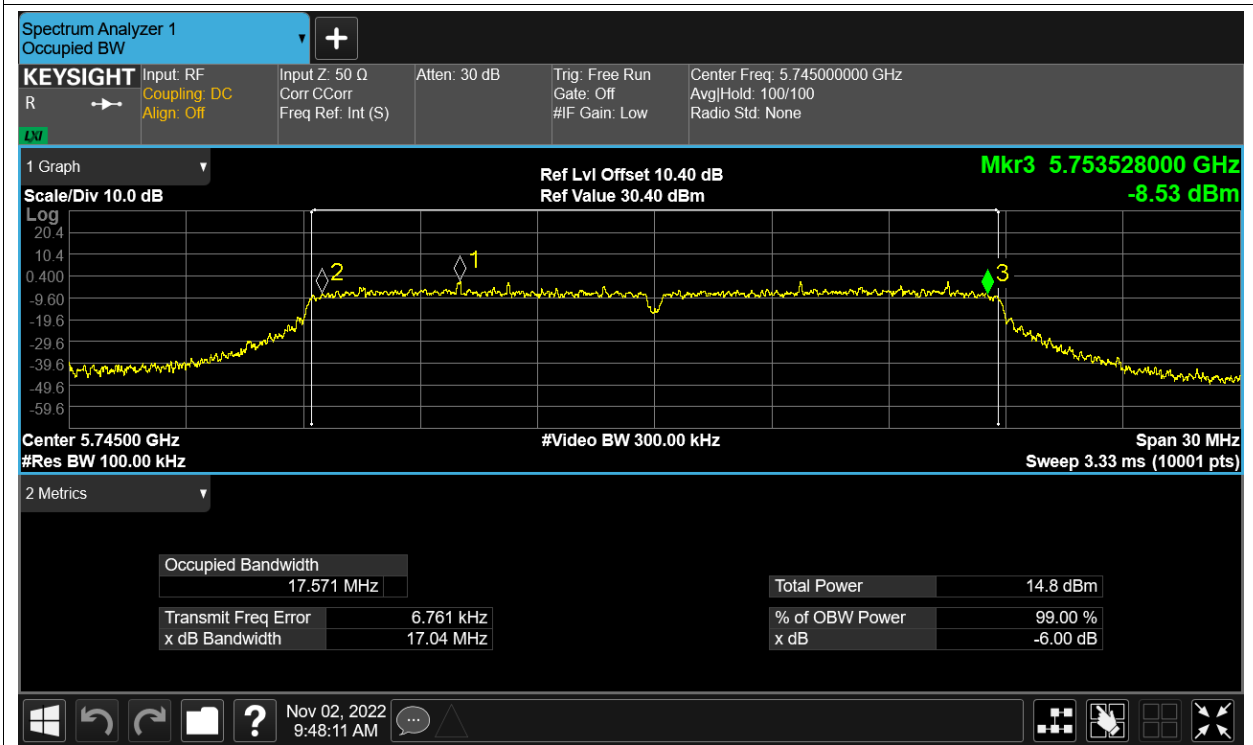 Spectrum Analyzer 1
Occupied BW
KEYSIGHT
R
LXI
Input: RF
Coupling: DC
Align: Off
Input Z: 50 Ω
Corr CCorr
Freq Ref: Int (S)
Atten: 30 dB
Trig: Free Run
Gate: Off
#IF Gain: Low
Center Freq: 5.745000000 GHz
Avg|Hold: 100/100
Radio Std: None
1 Graph
Scale/Div 10.0 dB
Ref Lvl Offset 10.40 dB
Ref Value 30.40 dBm
Mkr3 5.753528000 GHz
-8.53 dBm
Log
20.4
10.4
0.400
-9.60
-19.6
-29.6
-39.6
-49.6
-59.6
2
1
3
Center 5.74500 GHz
#Res BW 100.00 kHz
#Video BW 300.00 kHz
Span 30 MHz
Sweep 3.33 ms (10001 pts)
2 Metrics
Occupied Bandwidth
17.571 MHz
Transmit Freq Error 6.761 kHz
x dB Bandwidth 17.04 MHz
Total Power 14.8 dBm
% of OBW Power 99.00 %
x dB -6.00 dB
Nov 02, 2022
9:48:11 AM